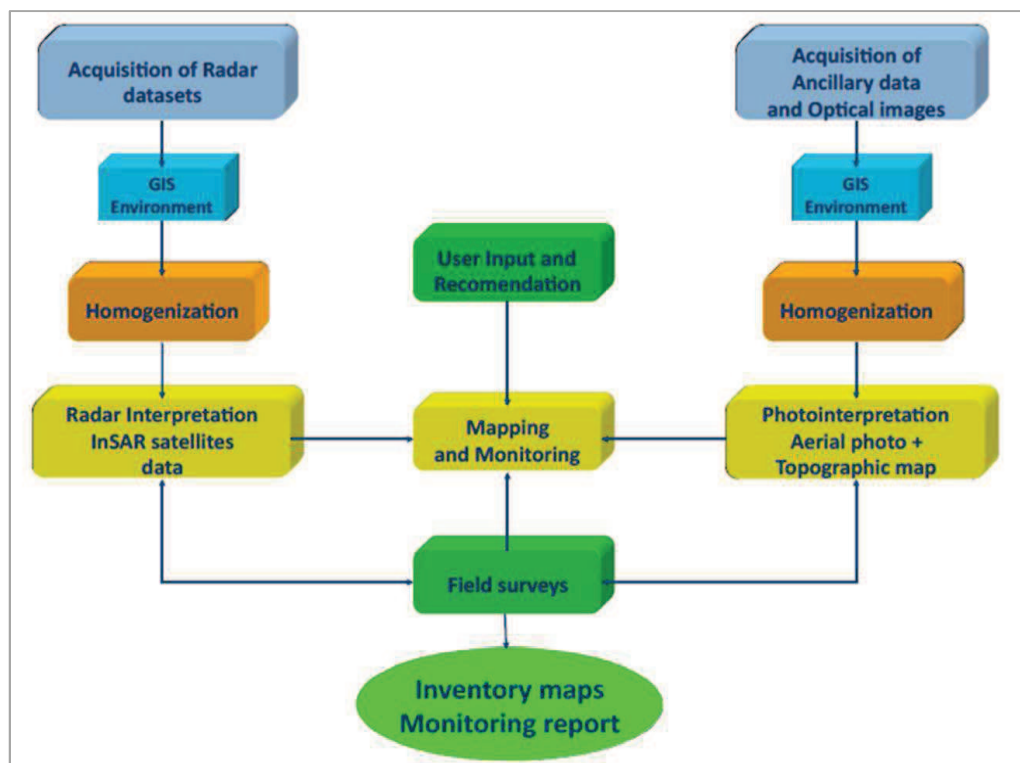 Acquisition of Radar
datasets
Acquisition of
Ancillary data
and Optical images
GIS
Environment
GIS
Environment
User Input and
Recomendation
Homogenization
Homogenization
Radar Interpretation
InSAR satellites
data
Mapping
and Monitoring
Photointerpretation
Aerial photo +
Topographic map
Field surveys
Inventory maps
Monitoring report